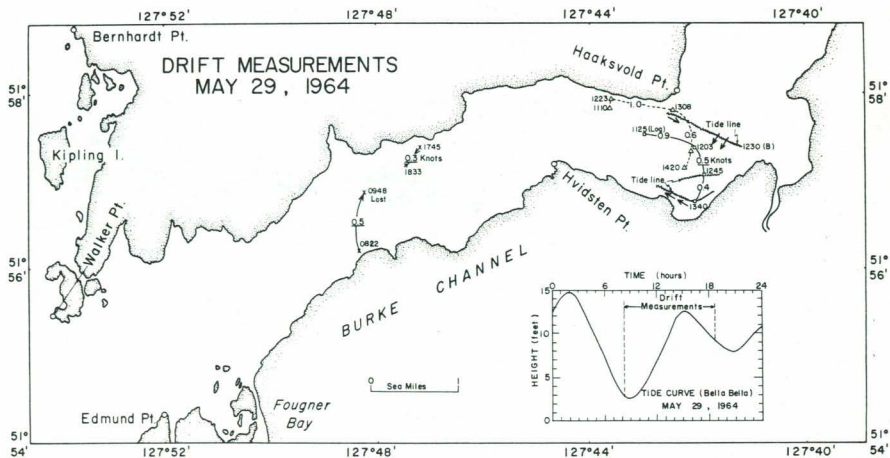 127°52'
127°48'
127°44'
127°40'
Bernhardt Pt.
DRIFT MEASUREMENTS
MAY 29, 1964
Haaksvold Pt.
51°
58'
51°
58'
1223
1110
1.0
1308
Tide line
1125 (Log)
0.9
0.6
1203
1230 (B)
Kipling I.
1745
0.3 Knots
1833
1420
0.5 Knots
1245
Tide line
0.4
1340
0948
Lost
0.5
0822
Walker Pt.
Hvidsten Pt.
51°
56'
51°
56'
BURKE CHANNEL
TIME (hours)
0 6 12 18 24
15
10
5
0
HEIGHT (feet)
Drift
Measurements
TIDE CURVE (Bella Bella)
MAY 29, 1964
0
Sea Miles
1
Edmund Pt.
Fougner
Bay
51°
54'
51°
54'
127°52'
127°48'
127°44'
127°40'